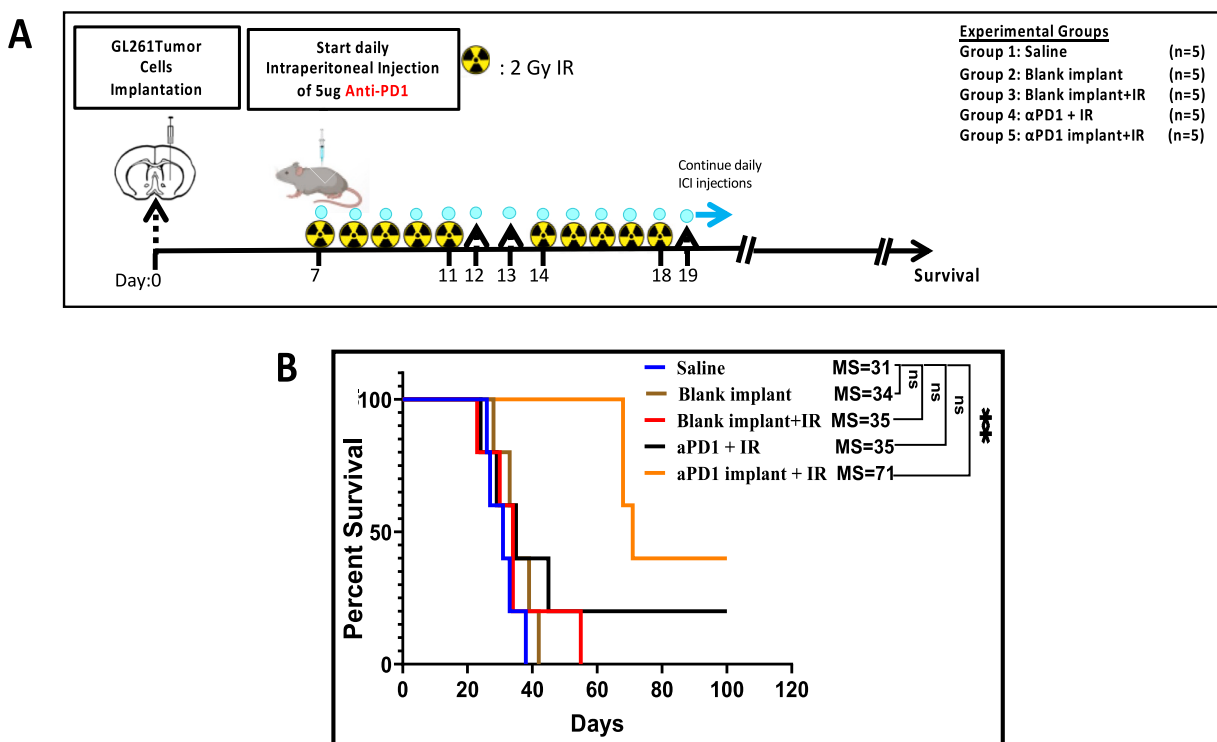 A
GL261Tumor
Cells
Implantation
Start daily
Intraperitoneal Injection
of 5ug Anti-PD1
: 2 Gy IR
Experimental Groups
Group 1: Saline (n=5)
Group 2: Blank implant (n=5)
Group 3: Blank implant+IR (n=5)
Group 4: αPD1 + IR (n=5)
Group 5: αPD1 implant+IR (n=5)
Continue daily
ICI injections
Day:0 7 11 12 13 14 18 19
Survival
B
Saline MS=31
Blank implant MS=34
Blank implant+IR MS=35
aPD1 + IR MS=35
aPD1 implant + IR MS=71
ns
ns
ns
**
Percent Survival
100
50
0
0 20 40 60 80 100 120
Days